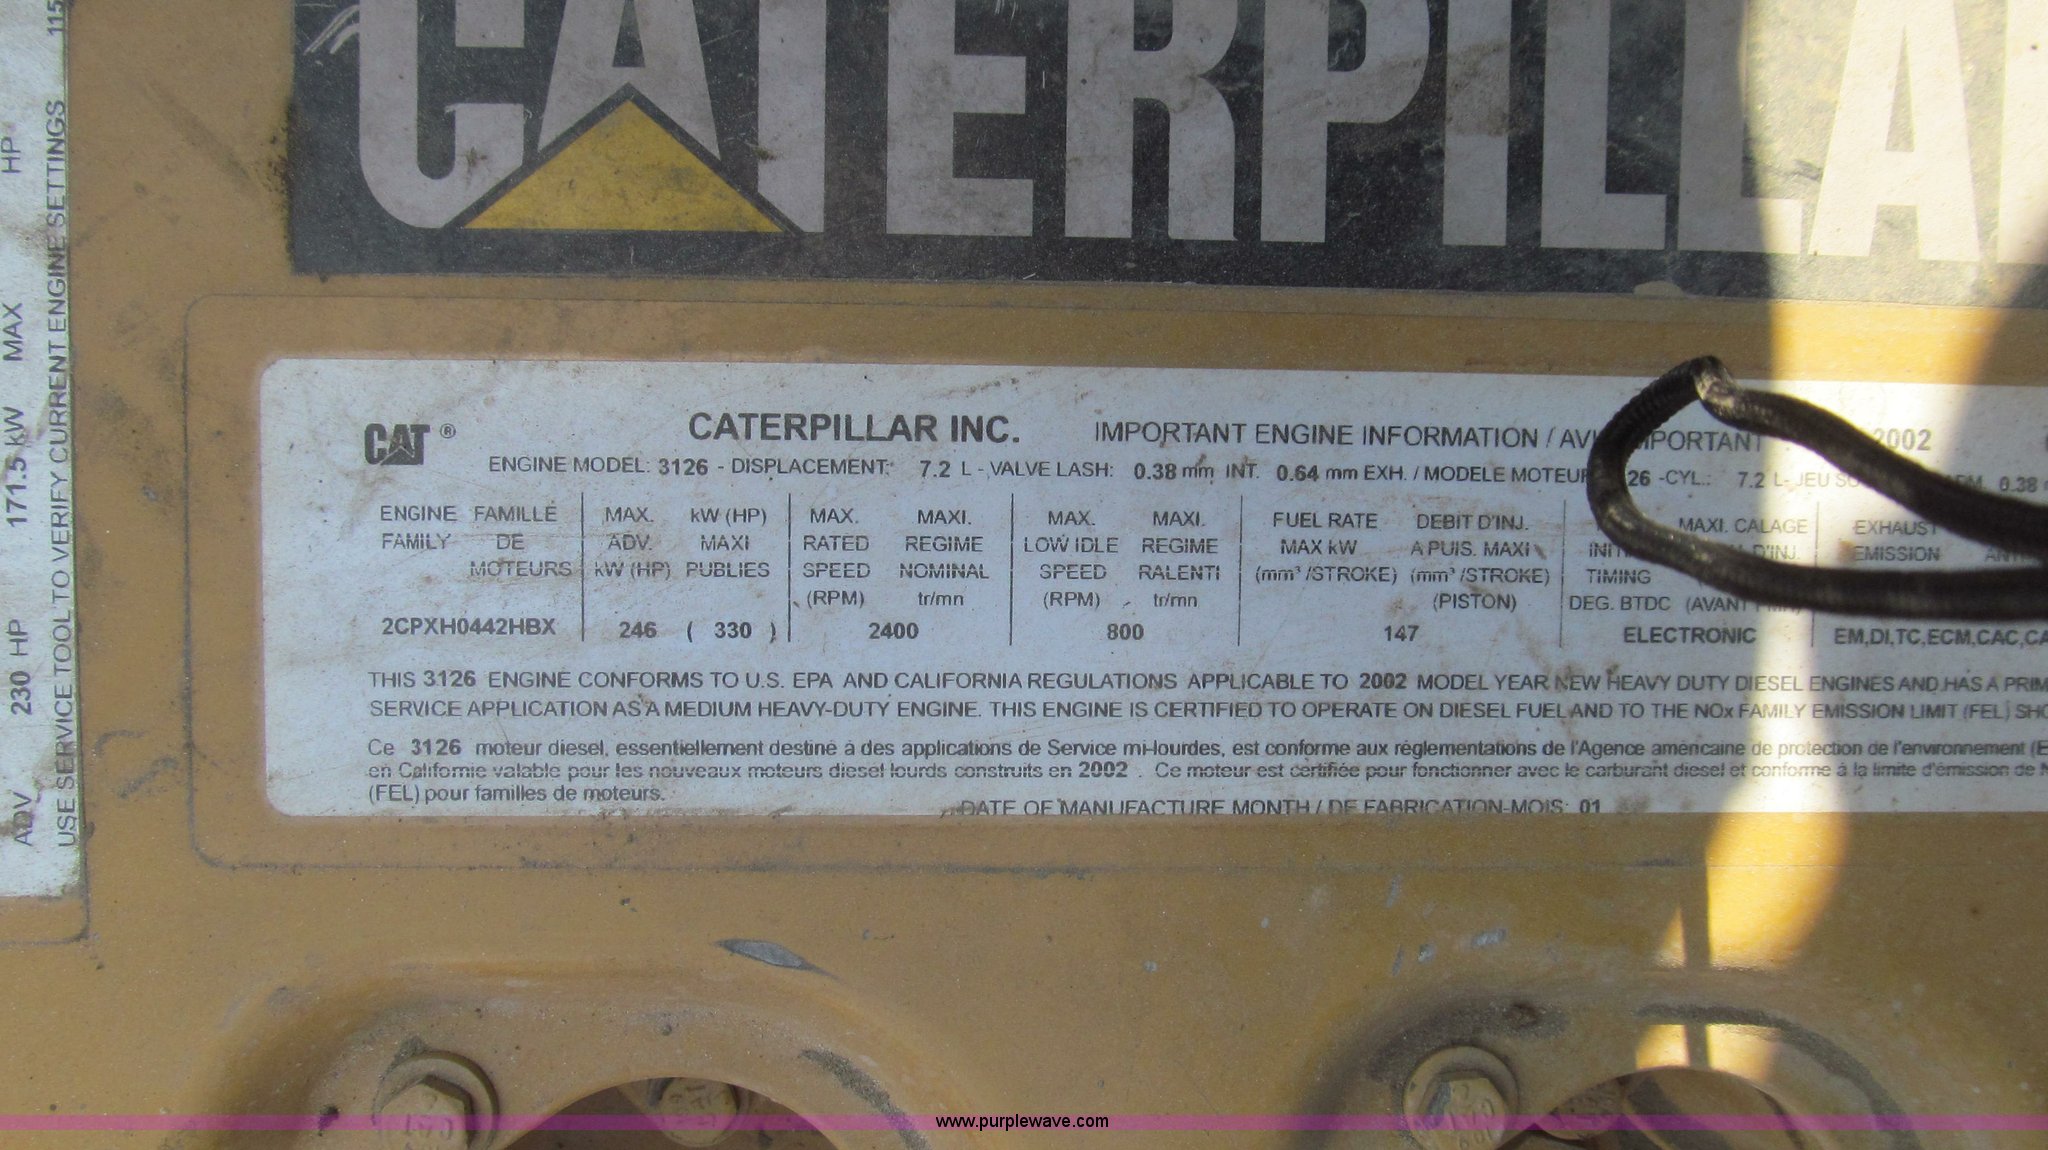 CATERPILLAR
ADV 230 HP 171.5 kW MAX HP
USE SERVICE TOOL TO VERIFY CURRENT ENGINE SETTINGS 115
CAT ®
CATERPILLAR INC. IMPORTANT ENGINE INFORMATION / AVI IMPORTANT 2002
ENGINE MODEL: 3126 - DISPLACEMENT: 7.2 L - VALVE LASH: 0.38 mm INT. 0.64 mm EXH. / MODELE MOTEUR 26 -CYL.: 7.2 L- JEU 0.38
ENGINE FAMILLE MAX. kW (HP) MAX. MAXI. MAX. MAXI. FUEL RATE DEBIT D'INJ. MAXI. CALAGE EXHAUST
FAMILY DE ADV. MAXI RATED REGIME LOW IDLE REGIME MAX kW A PUIS. MAXI INIT D'INJ EMISSION
MOTEURS kW (HP) PUBLIES SPEED NOMINAL SPEED RALENTI (mm³ /STROKE) (mm³ /STROKE) TIMING
(RPM) tr/mn (RPM) tr/mn (PISTON) DEG. BTDC (AVANT
2CPXH0442HBX 246 ( 330 ) 2400 800 147 ELECTRONIC EM,DI,TC,ECM,CAC,CA
THIS 3126 ENGINE CONFORMS TO U.S. EPA AND CALIFORNIA REGULATIONS APPLICABLE TO 2002 MODEL YEAR NEW HEAVY DUTY DIESEL ENGINES AND HAS A PRIM
SERVICE APPLICATION AS A MEDIUM HEAVY-DUTY ENGINE. THIS ENGINE IS CERTIFIED TO OPERATE ON DIESEL FUEL AND TO THE NOx FAMILY EMISSION LIMIT (FEL) SHO
Ce 3126 moteur diesel, essentiellement destiné à des applications de Service mi-lourdes, est conforme aux réglementations de l'Agence américaine de protection de l'environnement (E
en Californie valable pour les nouveaux moteurs diesel lourds construits en 2002 . Ce moteur est certifiée pour fonctionner avec le carburant diesel et conforme à la limite d'émission de N
(FEL) pour familles de moteurs.
DATE OF MANUFACTURE MONTH / DE FABRICATION-MOIS: 01
www.purplewave.com